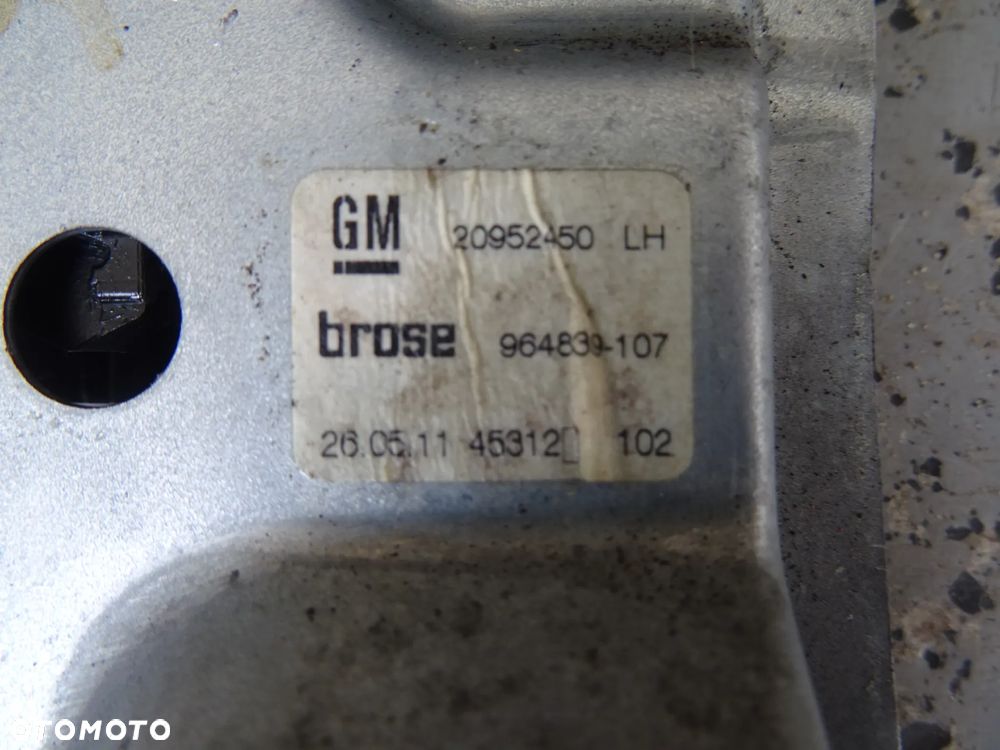 GM 20952450 LH
brose 964839-107
26.05.11 45312 102
OTOMOTO